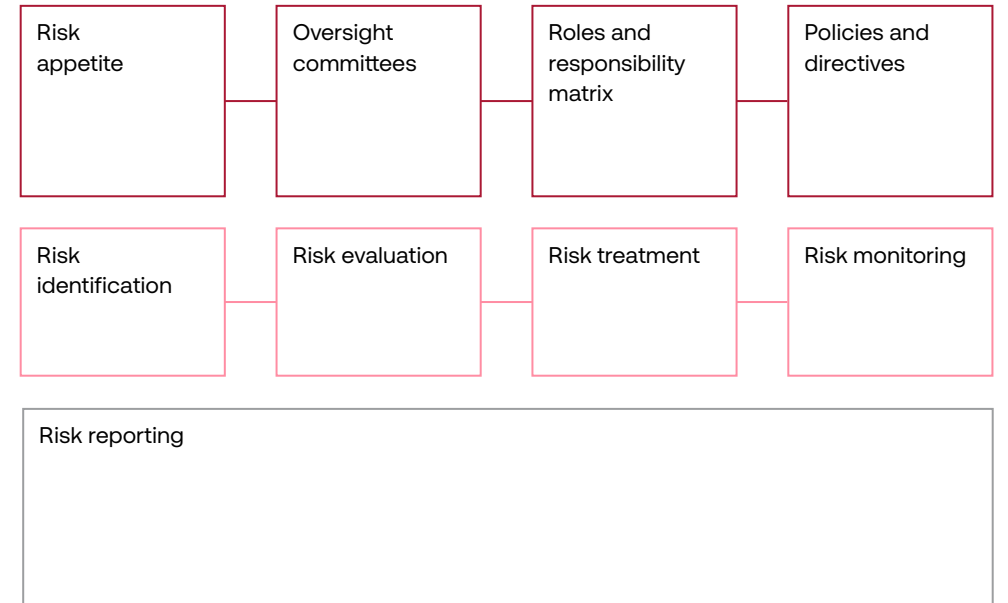 Risk
appetite
Oversight
committees
Roles and
responsibility
matrix
Policies and
directives
Risk
identification
Risk evaluation
Risk treatment
Risk monitoring
Risk reporting